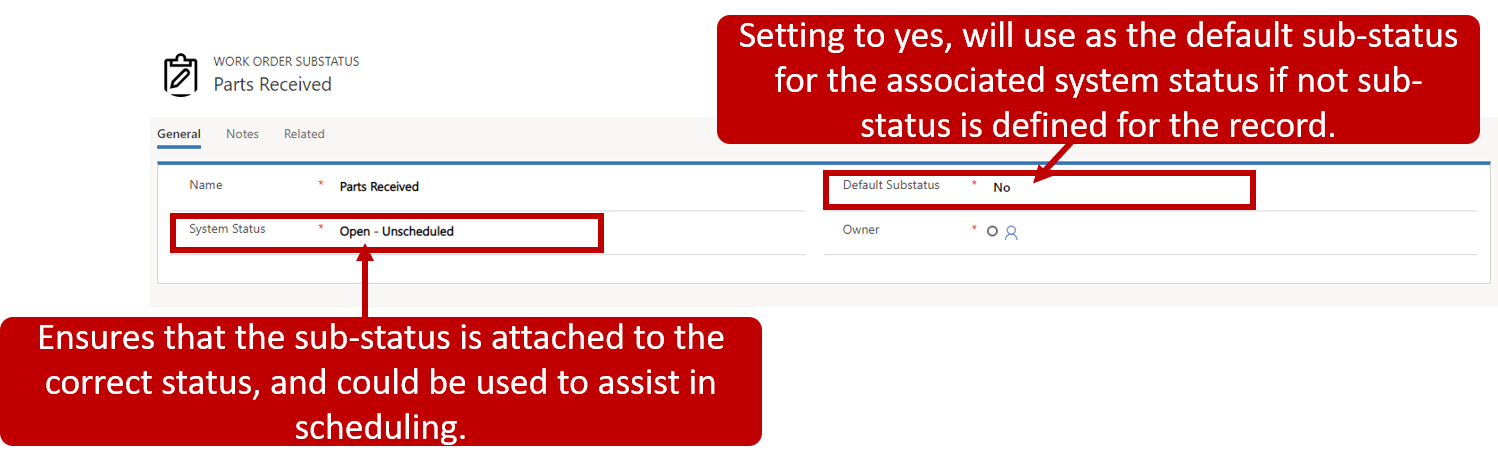 Setting to yes, will use as the default sub-status
for the associated system status if not sub-
status is defined for the record.
WORK ORDER SUBSTATUS
Parts Received
General Notes Related
Name * Parts Received
Default Substatus * No
System Status * Open - Unscheduled
Owner *
Ensures that the sub-status is attached to the
correct status, and could be used to assist in
scheduling.